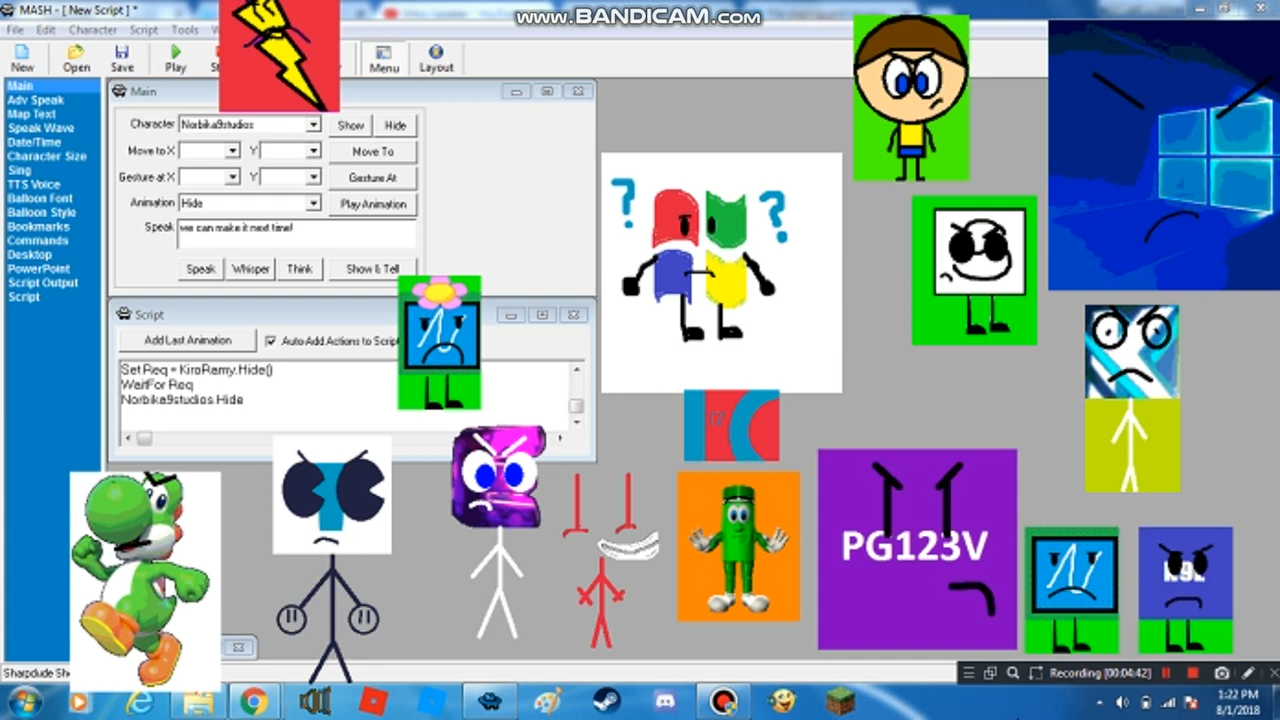 MASH - [ New Script ] *
www.BANDICAM.com
File Edit Character Script Tools
New Open Save Play Menu Layout
Main
Adv Speak
Map Text
Speak Wave
Date/Time
Character Size
Sing
TTS Voice
Balloon Font
Balloon Style
Bookmarks
Commands
Desktop
PowerPoint
Script Output
Script
Main
Character Norbika9studios Show Hide
Move to X Y Move To
Gesture at X Y Gesture At
Animation Hide Play Animation
Speak we can make it next time!
Speak Whisper Think Show & Tell
Script
Add Last Animation Auto-Add Actions to Script
Set Req = KiroRamy.Hide()
WaitFor Req
Norbika9studios.Hide
? ?
PG123V
Sharpdude
Recording [00:04:42]
1:22 PM
8/1/2018